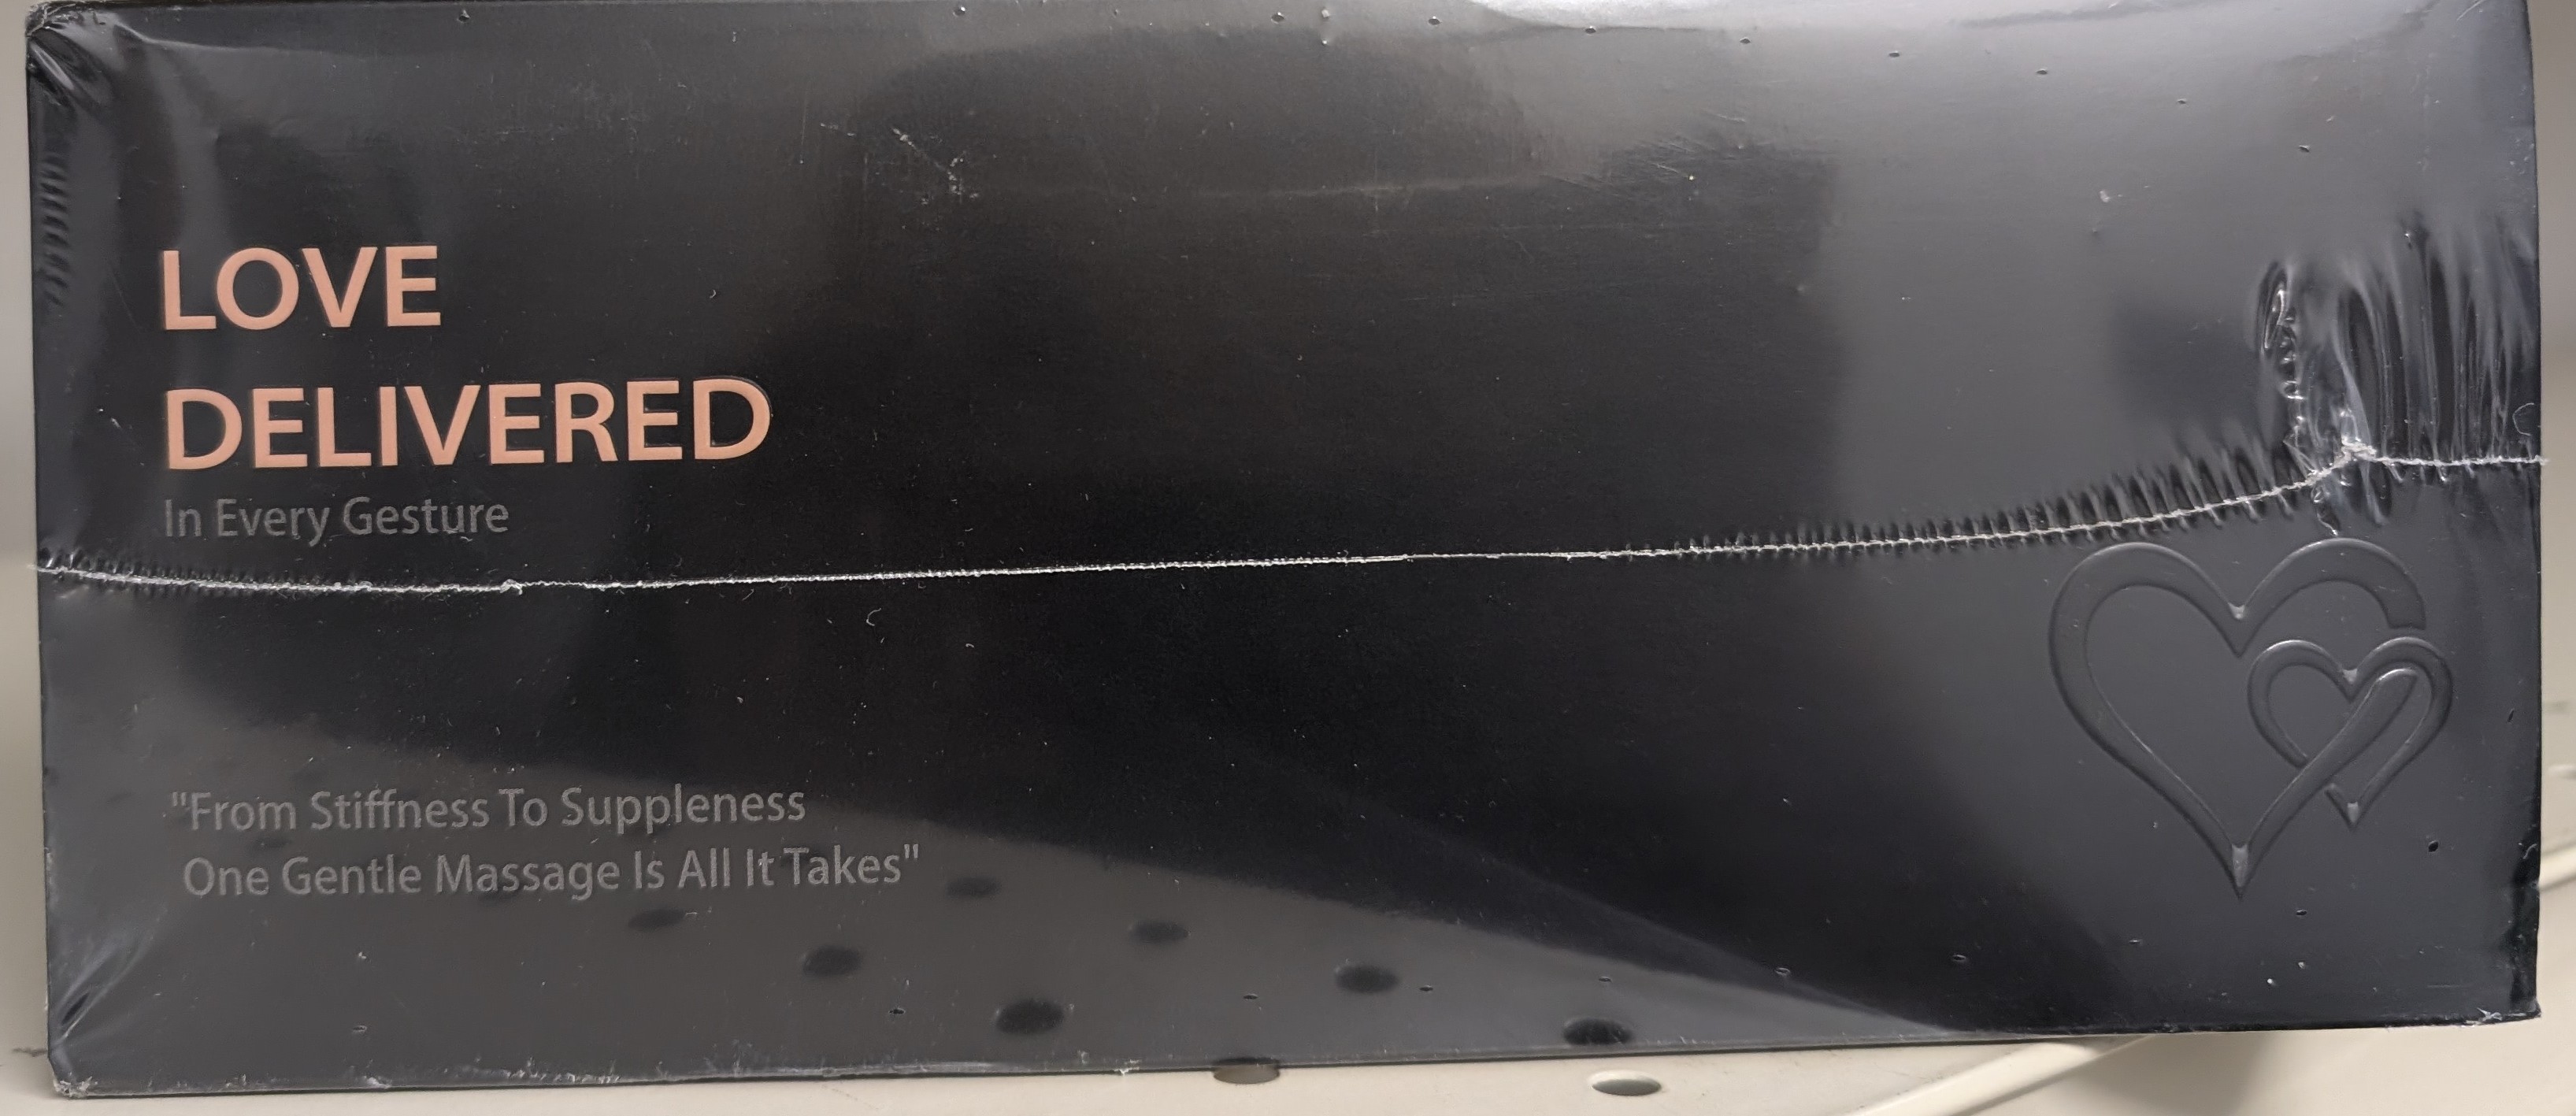 LOVE
DELIVERED
In Every Gesture
"From Stiffness To Suppleness
One Gentle Massage Is All It Takes"